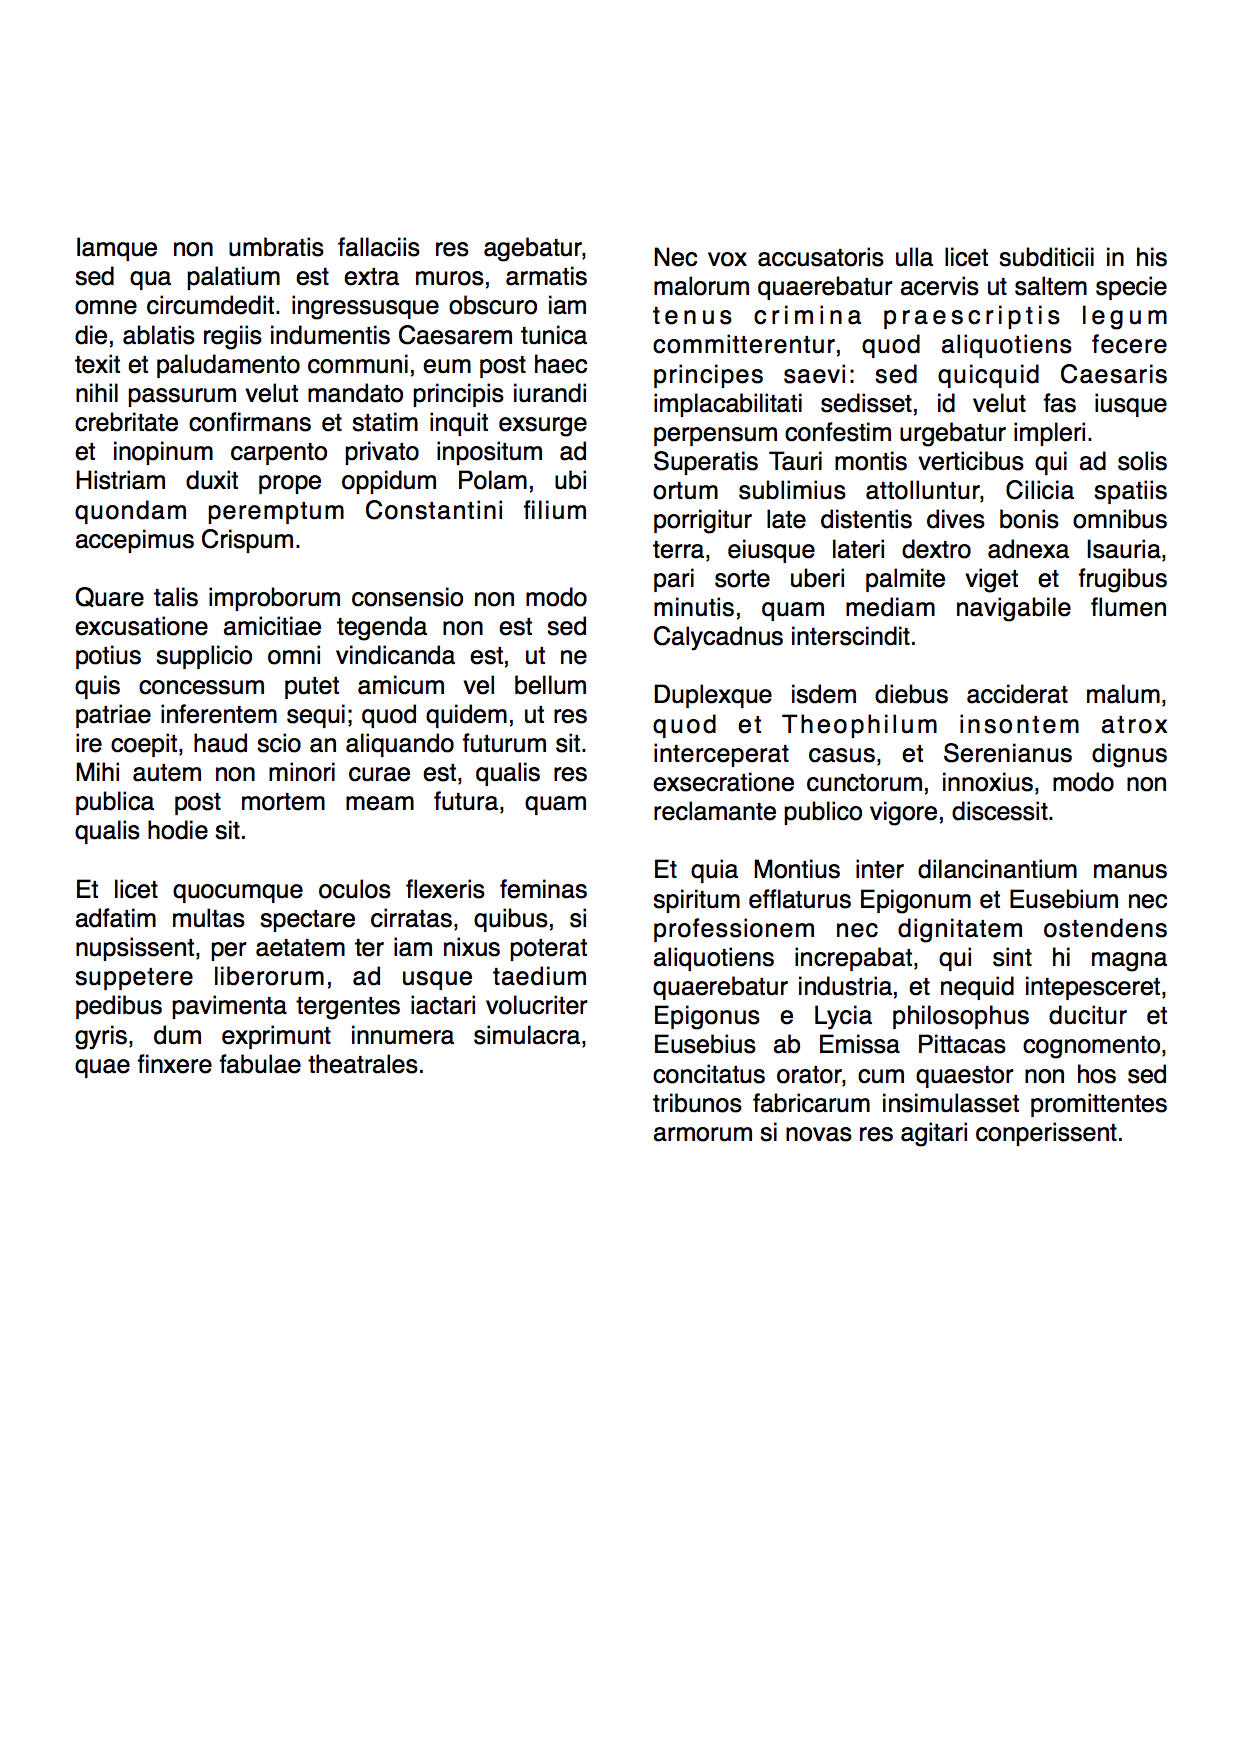 Iamque non umbratis fallaciis res agebatur,
sed qua palatium est extra muros, armatis
omne circumdedit. ingressusque obscuro iam
die, ablatis regiis indumentis Caesarem tunica
texit et paludamento communi, eum post haec
nihil passurum velut mandato principis iurandi
crebritate confirmans et statim inquit exsurge
et inopinum carpento privato inpositum ad
Histriam duxit prope oppidum Polam, ubi
quondam peremptum Constantini filium
accepimus Crispum.

Quare talis improborum consensio non modo
excusatione amicitiae tegenda non est sed
potius supplicio omni vindicanda est, ut ne
quis concessum putet amicum vel bellum
patriae inferentem sequi; quod quidem, ut res
ire coepit, haud scio an aliquando futurum sit.
Mihi autem non minori curae est, qualis res
publica post mortem meam futura, quam
qualis hodie sit.

Et licet quocumque oculos flexeris feminas
adfatim multas spectare cirratas, quibus, si
nupsissent, per aetatem ter iam nixus poterat
suppetere liberorum, ad usque taedium
pedibus pavimenta tergentes iactari volucriter
gyris, dum exprimunt innumera simulacra,
quae finxere fabulae theatrales.

Nec vox accusatoris ulla licet subditicii in his
malorum quaerebatur acervis ut saltem specie
tenus crimina praescriptis legum
committerentur, quod aliquotiens fecere
principes saevi: sed quicquid Caesaris
implacabilitati sedisset, id velut fas iusque
perpensum confestim urgebatur impleri.
Superatis Tauri montis verticibus qui ad solis
ortum sublimius attolluntur, Cilicia spatiis
porrigitur late distentis dives bonis omnibus
terra, eiusque lateri dextro adnexa Isauria,
pari sorte uberi palmite viget et frugibus
minutis, quam mediam navigabile flumen
Calycadnus interscindit.

Duplexque isdem diebus acciderat malum,
quod et Theophilum insontem atrox
interceperat casus, et Serenianus dignus
exsecratione cunctorum, innoxius, modo non
reclamante publico vigore, discessit.

Et quia Montius inter dilancinantium manus
spiritum efflaturus Epigonum et Eusebium nec
professionem nec dignitatem ostendens
aliquotiens increpabat, qui sint hi magna
quaerebatur industria, et nequid intepesceret,
Epigonus e Lycia philosophus ducitur et
Eusebius ab Emissa Pittacas cognomento,
concitatus orator, cum quaestor non hos sed
tribunos fabricarum insimulasset promittentes
armorum si novas res agitari conperissent.